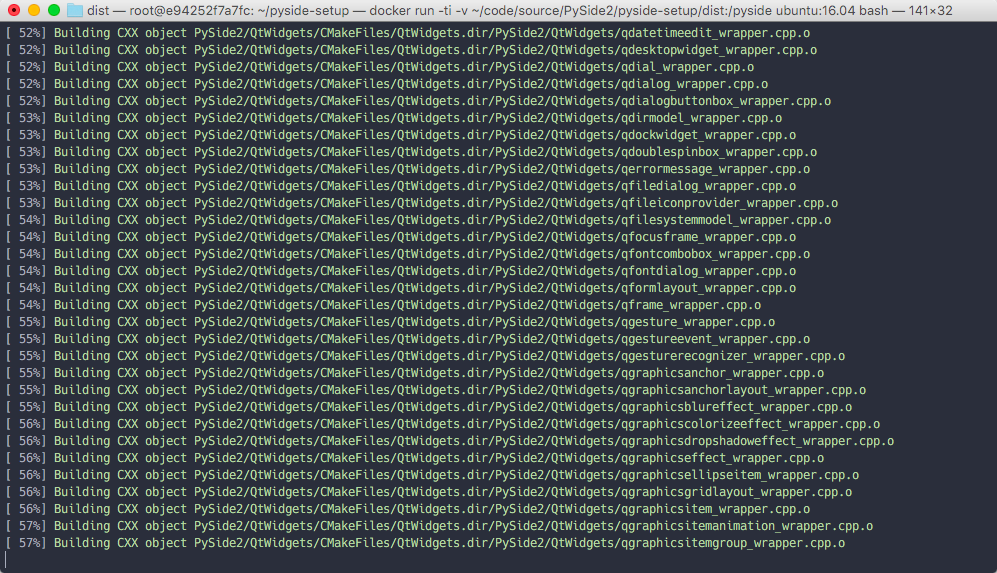 dist — root@e94252f7a7fc: ~/pyside-setup — docker run -ti -v ~/code/source/PySide2/pyside-setup/dist:/pyside ubuntu:16.04 bash — 141×32
[ 52%] Building CXX object PySide2/QtWidgets/CMakeFiles/QtWidgets.dir/PySide2/QtWidgets/qdatetimeedit_wrapper.cpp.o
[ 52%] Building CXX object PySide2/QtWidgets/CMakeFiles/QtWidgets.dir/PySide2/QtWidgets/qdesktopwidget_wrapper.cpp.o
[ 52%] Building CXX object PySide2/QtWidgets/CMakeFiles/QtWidgets.dir/PySide2/QtWidgets/qdial_wrapper.cpp.o
[ 52%] Building CXX object PySide2/QtWidgets/CMakeFiles/QtWidgets.dir/PySide2/QtWidgets/qdialog_wrapper.cpp.o
[ 52%] Building CXX object PySide2/QtWidgets/CMakeFiles/QtWidgets.dir/PySide2/QtWidgets/qdialogbuttonbox_wrapper.cpp.o
[ 53%] Building CXX object PySide2/QtWidgets/CMakeFiles/QtWidgets.dir/PySide2/QtWidgets/qdirmodel_wrapper.cpp.o
[ 53%] Building CXX object PySide2/QtWidgets/CMakeFiles/QtWidgets.dir/PySide2/QtWidgets/qdockwidget_wrapper.cpp.o
[ 53%] Building CXX object PySide2/QtWidgets/CMakeFiles/QtWidgets.dir/PySide2/QtWidgets/qdoublespinbox_wrapper.cpp.o
[ 53%] Building CXX object PySide2/QtWidgets/CMakeFiles/QtWidgets.dir/PySide2/QtWidgets/qerrormessage_wrapper.cpp.o
[ 53%] Building CXX object PySide2/QtWidgets/CMakeFiles/QtWidgets.dir/PySide2/QtWidgets/qfiledialog_wrapper.cpp.o
[ 53%] Building CXX object PySide2/QtWidgets/CMakeFiles/QtWidgets.dir/PySide2/QtWidgets/qfileiconprovider_wrapper.cpp.o
[ 54%] Building CXX object PySide2/QtWidgets/CMakeFiles/QtWidgets.dir/PySide2/QtWidgets/qfilesystemmodel_wrapper.cpp.o
[ 54%] Building CXX object PySide2/QtWidgets/CMakeFiles/QtWidgets.dir/PySide2/QtWidgets/qfocusframe_wrapper.cpp.o
[ 54%] Building CXX object PySide2/QtWidgets/CMakeFiles/QtWidgets.dir/PySide2/QtWidgets/qfontcombobox_wrapper.cpp.o
[ 54%] Building CXX object PySide2/QtWidgets/CMakeFiles/QtWidgets.dir/PySide2/QtWidgets/qfontdialog_wrapper.cpp.o
[ 54%] Building CXX object PySide2/QtWidgets/CMakeFiles/QtWidgets.dir/PySide2/QtWidgets/qformlayout_wrapper.cpp.o
[ 54%] Building CXX object PySide2/QtWidgets/CMakeFiles/QtWidgets.dir/PySide2/QtWidgets/qframe_wrapper.cpp.o
[ 55%] Building CXX object PySide2/QtWidgets/CMakeFiles/QtWidgets.dir/PySide2/QtWidgets/qgesture_wrapper.cpp.o
[ 55%] Building CXX object PySide2/QtWidgets/CMakeFiles/QtWidgets.dir/PySide2/QtWidgets/qgestureevent_wrapper.cpp.o
[ 55%] Building CXX object PySide2/QtWidgets/CMakeFiles/QtWidgets.dir/PySide2/QtWidgets/qgesturerecognizer_wrapper.cpp.o
[ 55%] Building CXX object PySide2/QtWidgets/CMakeFiles/QtWidgets.dir/PySide2/QtWidgets/qgraphicsanchor_wrapper.cpp.o
[ 55%] Building CXX object PySide2/QtWidgets/CMakeFiles/QtWidgets.dir/PySide2/QtWidgets/qgraphicsanchorlayout_wrapper.cpp.o
[ 55%] Building CXX object PySide2/QtWidgets/CMakeFiles/QtWidgets.dir/PySide2/QtWidgets/qgraphicsblureffect_wrapper.cpp.o
[ 56%] Building CXX object PySide2/QtWidgets/CMakeFiles/QtWidgets.dir/PySide2/QtWidgets/qgraphicscolorizeeffect_wrapper.cpp.o
[ 56%] Building CXX object PySide2/QtWidgets/CMakeFiles/QtWidgets.dir/PySide2/QtWidgets/qgraphicsdropshadoweffect_wrapper.cpp.o
[ 56%] Building CXX object PySide2/QtWidgets/CMakeFiles/QtWidgets.dir/PySide2/QtWidgets/qgraphicseffect_wrapper.cpp.o
[ 56%] Building CXX object PySide2/QtWidgets/CMakeFiles/QtWidgets.dir/PySide2/QtWidgets/qgraphicsellipseitem_wrapper.cpp.o
[ 56%] Building CXX object PySide2/QtWidgets/CMakeFiles/QtWidgets.dir/PySide2/QtWidgets/qgraphicsgridlayout_wrapper.cpp.o
[ 56%] Building CXX object PySide2/QtWidgets/CMakeFiles/QtWidgets.dir/PySide2/QtWidgets/qgraphicsitem_wrapper.cpp.o
[ 57%] Building CXX object PySide2/QtWidgets/CMakeFiles/QtWidgets.dir/PySide2/QtWidgets/qgraphicsitemanimation_wrapper.cpp.o
[ 57%] Building CXX object PySide2/QtWidgets/CMakeFiles/QtWidgets.dir/PySide2/QtWidgets/qgraphicsitemgroup_wrapper.cpp.o